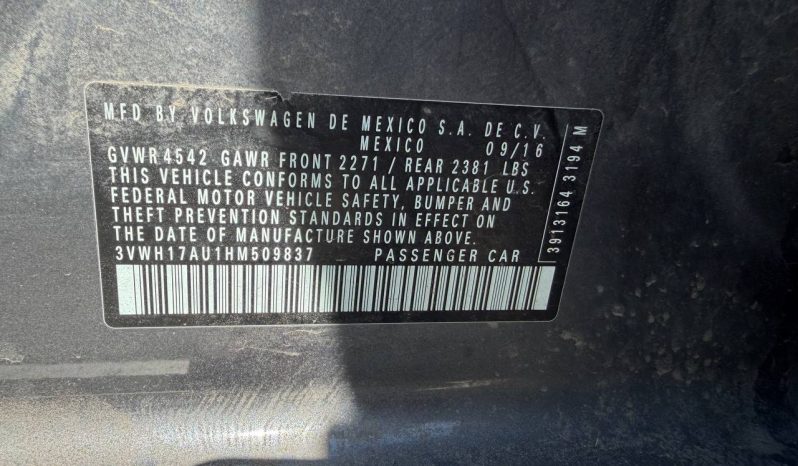 MFD BY VOLKSWAGEN DE MEXICO S.A. DE C.V.
MEXICO 09/16
GVWR 4542 GAWR FRONT 2271 / REAR 2381 LBS
THIS VEHICLE CONFORMS TO ALL APPLICABLE U.S.
FEDERAL MOTOR VEHICLE SAFETY, BUMPER AND
THEFT PREVENTION STANDARDS IN EFFECT ON
THE DATE OF MANUFACTURE SHOWN ABOVE.
3VWH17AU1HM509837 PASSENGER CAR
3913164 3194 M